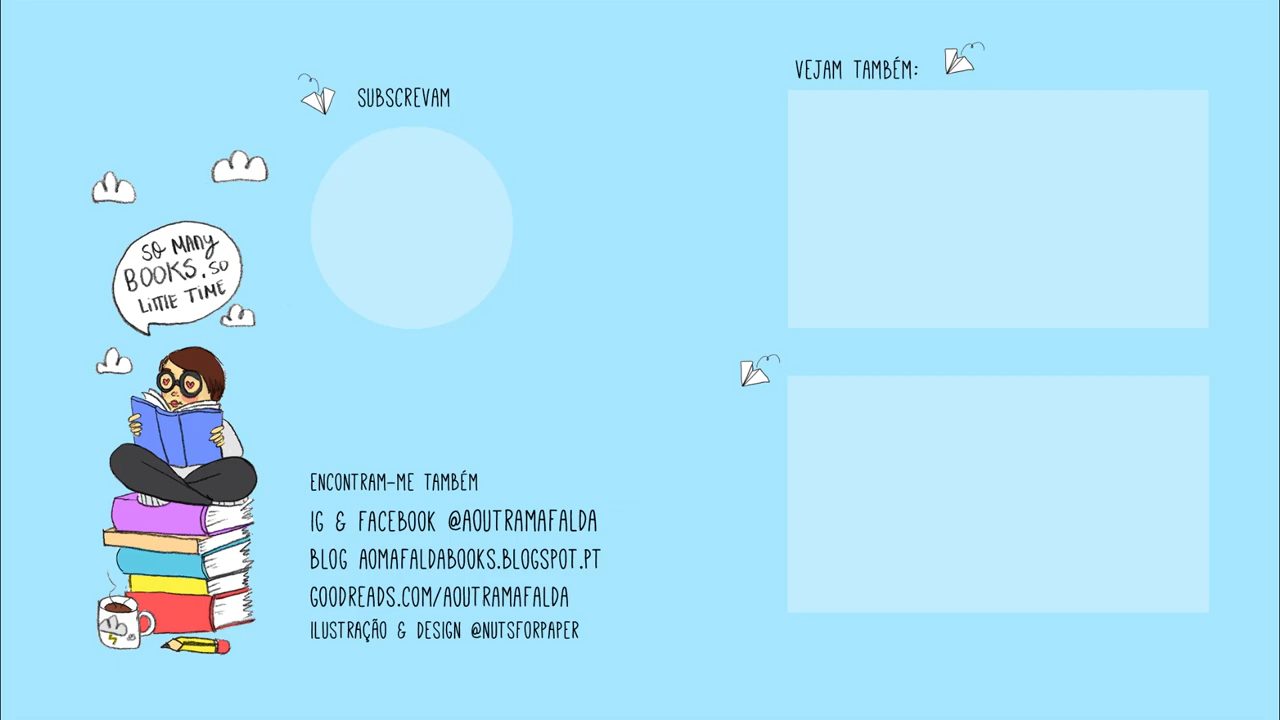 VEJAM TAMBÉM:
SUBSCREVAM
SO MANY
BOOKS, SO
LITTLE TIME
ENCONTRAM-ME TAMBÉM
IG & FACEBOOK @AOUTRAMAFALDA
BLOG AOMAFALDABOOKS.BLOGSPOT.PT
GOODREADS.COM/AOUTRAMAFALDA
ILUSTRAÇÃO & DESIGN @NUTSFORPAPER